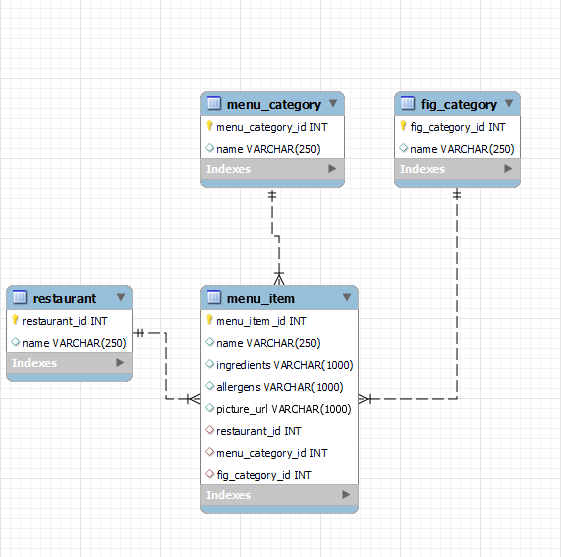 menu_category
menu_category_id INT
name VARCHAR(250)
Indexes
fig_category
fig_category_id INT
name VARCHAR(250)
Indexes
restaurant
restaurant_id INT
name VARCHAR(250)
Indexes
menu_item
menu_item_id INT
name VARCHAR(250)
ingredients VARCHAR(1000)
allergens VARCHAR(1000)
picture_url VARCHAR(1000)
restaurant_id INT
menu_category_id INT
fig_category_id INT
Indexes